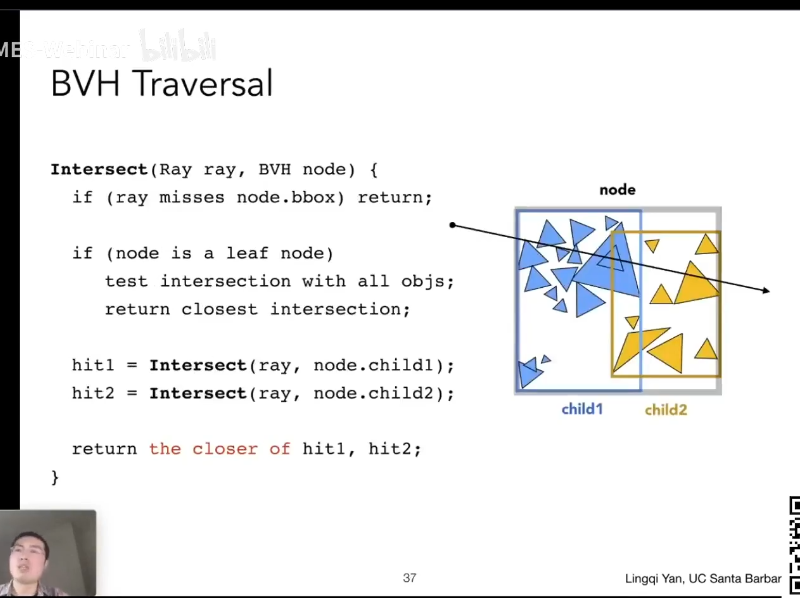 bilibili
BVH Traversal
Intersect(Ray ray, BVH node) {
if (ray misses node.bbox) return;
if (node is a leaf node)
test intersection with all objs;
return closest intersection;
hit1 = Intersect(ray, node.child1);
hit2 = Intersect(ray, node.child2);
return the closer of hit1, hit2;
}
node
child1
child2
37
Lingqi Yan, UC Santa Barbar